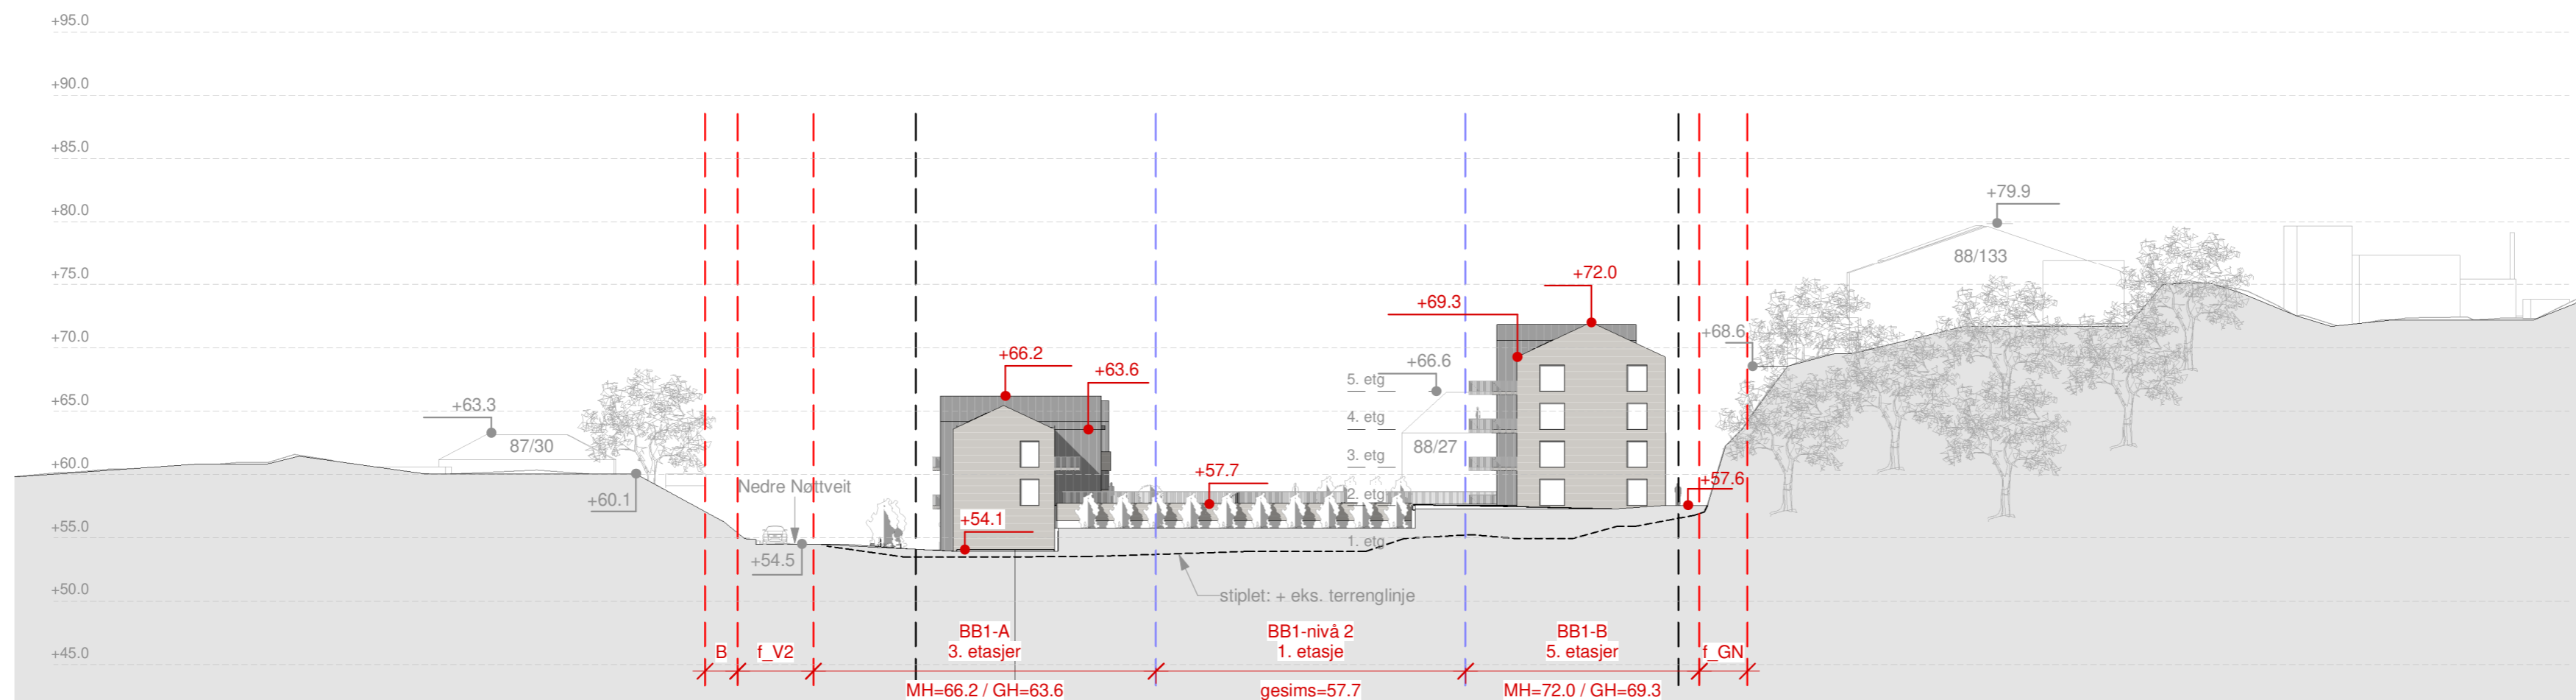 +95.0
+90.0
+85.0
+80.0
+75.0
+70.0
+65.0
+60.0
+55.0
+50.0
+45.0
+63.3
87/30
+60.1
Nedre Nøttveit
+54.5
+66.2
+63.6
+54.1
+57.7
stiplet: + eks. terrenglinje
5. etg
4. etg
3. etg
2. etg
1. etg
+66.6
88/27
+69.3
+72.0
+57.6
+68.6
+79.9
88/133
B
f_V2
BB1-A
3. etasjer
MH=66.2 / GH=63.6
BB1-nivå 2
1. etasje
gesims=57.7
BB1-B
5. etasjer
MH=72.0 / GH=69.3
f_GN